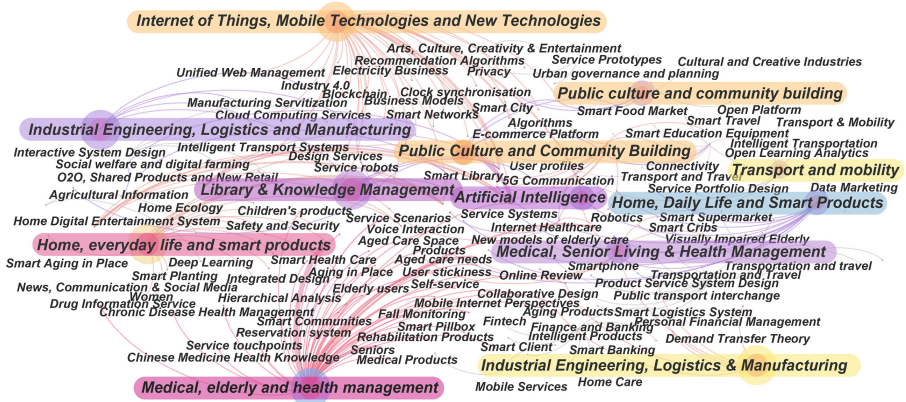 Internet of Things, Mobile Technologies and New Technologies
Arts, Culture, Creativity & Entertainment
Recommendation Algorithms
Service Prototypes
Cultural and Creative Industries
Unified Web Management
Electricity Business
Privacy
Urban governance and planning
Industry 4.0
Blockchain
Clock synchronisation
Public culture and community building
Manufacturing Servitization
Business Models
Smart City
Smart Food Market
Open Platform
Cloud Computing Services
Smart Networks
Algorithms
Smart Travel
Transport & Mobility
Industrial Engineering, Logistics and Manufacturing
E-commerce Platform
Smart Education Equipment
Interactive System Design
Intelligent Transport Systems
Design Services
Public Culture and Community Building
Intelligent Transportation
Open Learning Analytics
Social welfare and digital farming
Service robots
User profiles
Connectivity
Transport and mobility
O2O, Shared Products and New Retail
Smart Library
5G Communication
Transport and Travel
Agricultural Information
Library & Knowledge Management
Artificial Intelligence
Service Portfolio Design
Data Marketing
Home, Daily Life and Smart Products
Home Ecology
Children's products
Service Scenarios
Service Systems
Robotics
Smart Supermarket
Home Digital Entertainment System
Safety and Security
Voice Interaction
Internet Healthcare
Smart Cribs
Home, everyday life and smart products
Aged Care Space
New models of elderly care
Visually Impaired Elderly
Products
Medical, Senior Living & Health Management
Smart Aging in Place
Deep Learning
Smart Health Care
Aged care needs
Smartphone
Transportation and travel
Smart Planting
Integrated Design
Aging in Place
User stickiness
Online Review
Transportation and Travel
News, Communication & Social Media
Elderly users
Self-service
Product Service System Design
Women
Hierarchical Analysis
Collaborative Design
Public transport interchange
Drug Information Service
Mobile Internet Perspectives
Chronic Disease Health Management
Fall Monitoring
Aging Products
Smart Logistics System
Smart Communities
Smart Pillbox
Fintech
Finance and Banking
Personal Financial Management
Reservation system
Rehabilitation Products
Intelligent Products
Demand Transfer Theory
Service touchpoints
Seniors
Smart Client
Smart Banking
Chinese Medicine Health Knowledge
Medical Products
Industrial Engineering, Logistics & Manufacturing
Medical, elderly and health management
Mobile Services
Home Care